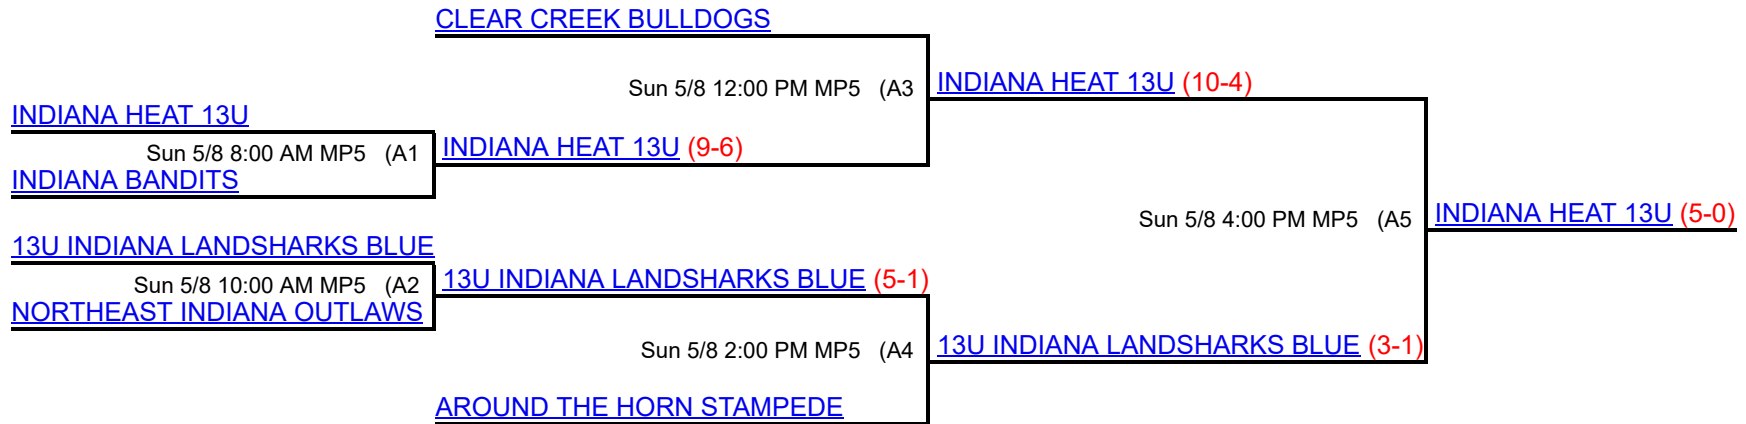 CLEAR CREEK BULLDOGS
Sun 5/8 12:00 PM MP5 (A3
INDIANA HEAT 13U (10-4)
INDIANA HEAT 13U
Sun 5/8 8:00 AM MP5 (A1
INDIANA HEAT 13U (9-6)
INDIANA BANDITS
Sun 5/8 4:00 PM MP5 (A5
INDIANA HEAT 13U (5-0)
13U INDIANA LANDSHARKS BLUE
Sun 5/8 10:00 AM MP5 (A2
13U INDIANA LANDSHARKS BLUE (5-1)
NORTHEAST INDIANA OUTLAWS
Sun 5/8 2:00 PM MP5 (A4
13U INDIANA LANDSHARKS BLUE (3-1)
AROUND THE HORN STAMPEDE